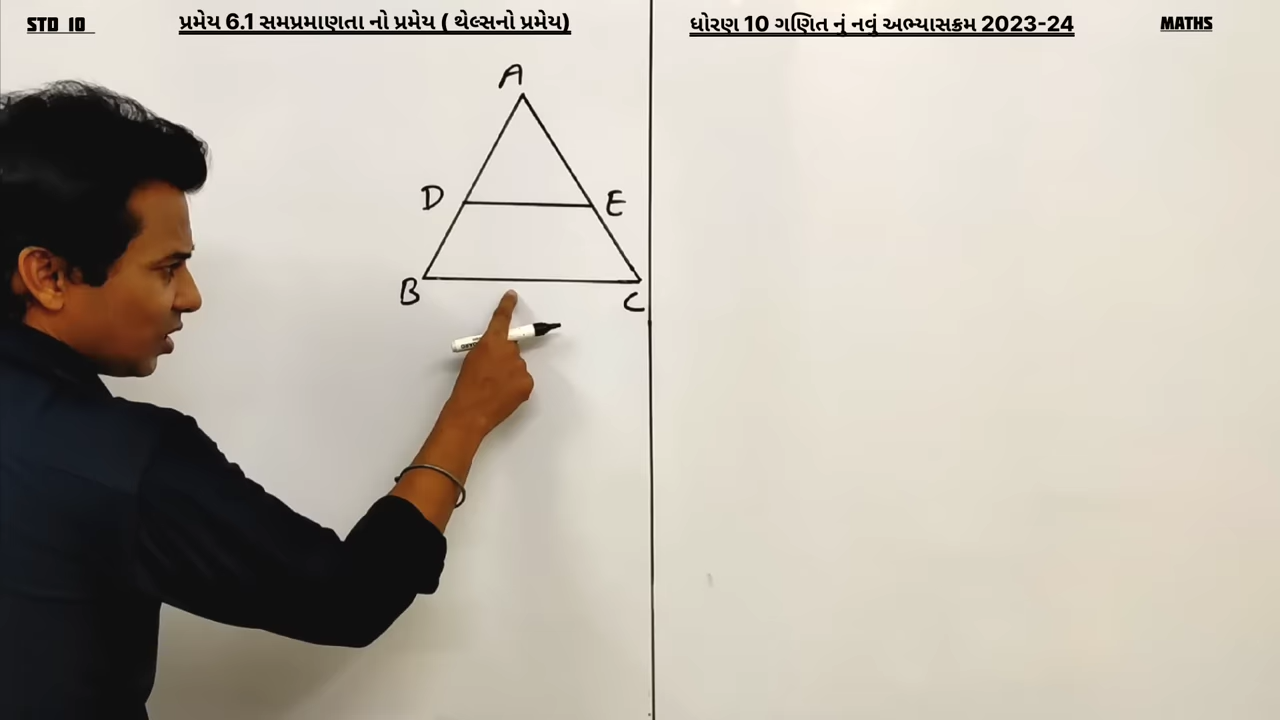 STD 10
પ્રમેય 6.1 સમપ્રમાણતા નો પ્રમેય ( થેલ્સનો પ્રમેય)
ધોરણ 10 ગણિત નું નવું અભ્યાસક્રમ 2023-24
MATHS
A
D
E
B
C